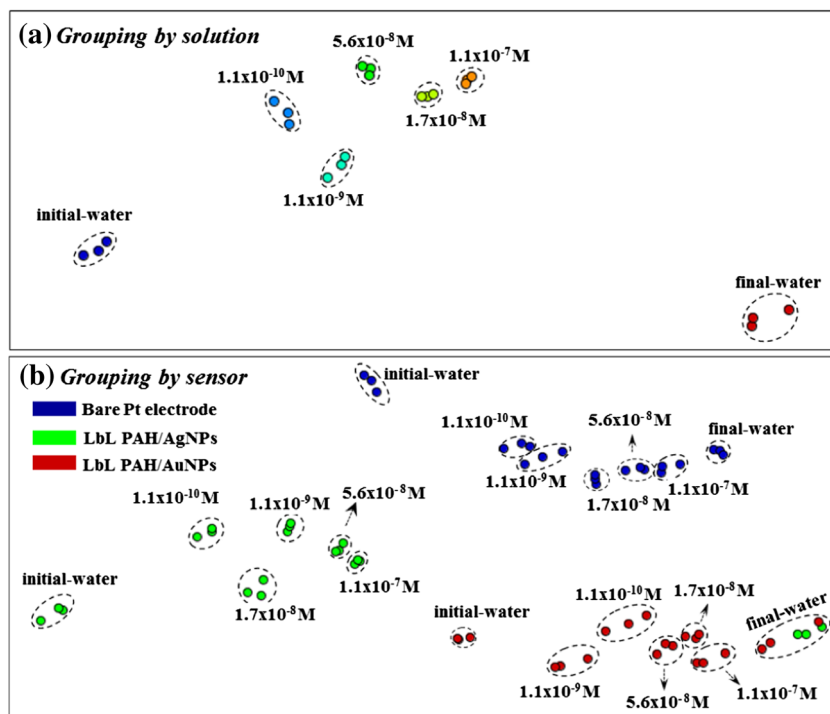 (a) Grouping by solution
5.6x10⁻⁸M
1.1x10⁻⁷M
1.1x10⁻¹⁰M
1.7x10⁻⁸M
1.1x10⁻⁹M
initial-water
final-water
(b) Grouping by sensor
initial-water
Bare Pt electrode
LbL PAH/AgNPs
LbL PAH/AuNPs
1.1x10⁻¹⁰M
5.6x10⁻⁸M
final-water
1.1x10⁻⁹M
1.7x10⁻⁸M
1.1x10⁻⁷M
1.1x10⁻¹⁰M
1.1x10⁻⁹M
5.6x10⁻⁸M
initial-water
1.7x10⁻⁸M
1.1x10⁻⁷M
initial-water
1.1x10⁻¹⁰M
1.7x10⁻⁸M
final-water
1.1x10⁻⁹M
5.6x10⁻⁸M
1.1x10⁻⁷M